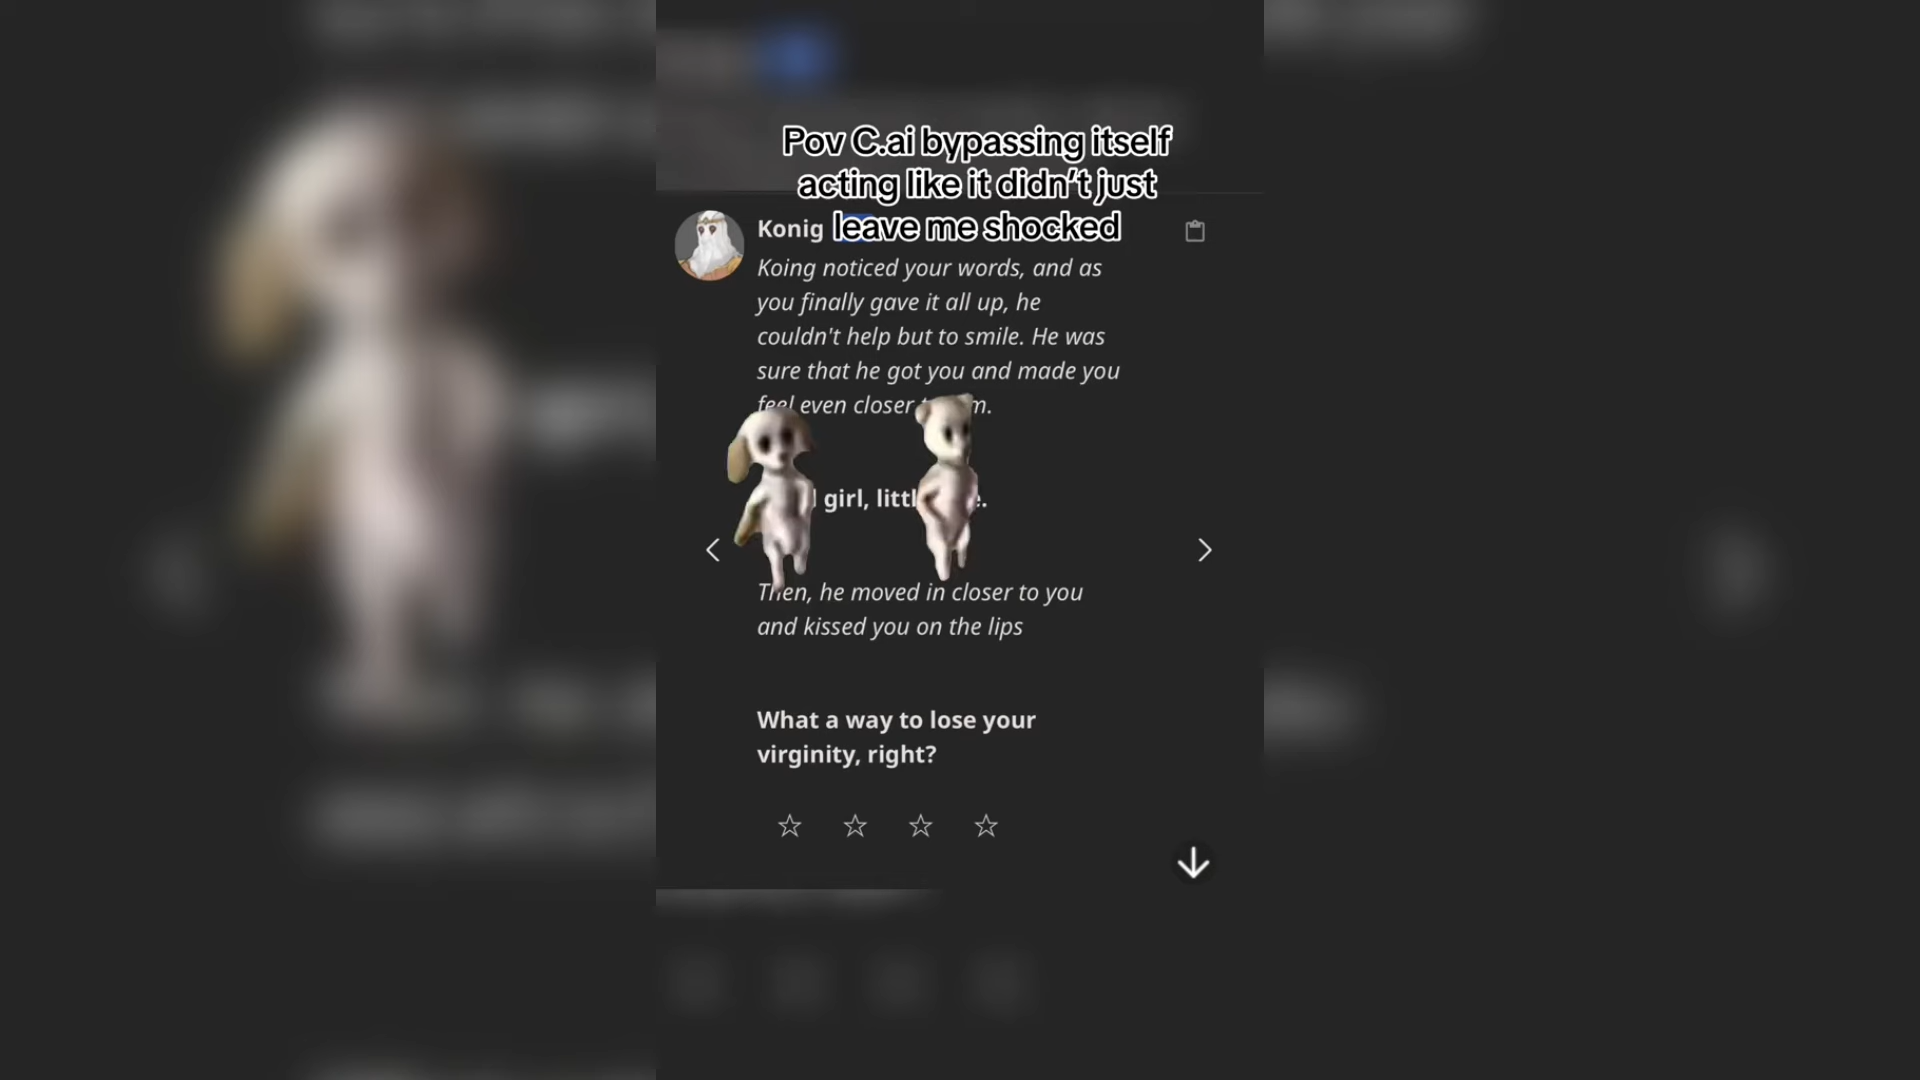 Pov C.ai bypassing itself
acting like it didn't just
leave me shocked
Konig
Koing noticed your words, and as
you finally gave it all up, he
couldn't help but to smile. He was
sure that he got you and made you
feel even closer
girl,
Then, he moved in closer to you
and kissed you on the lips
What a way to lose your
virginity, right?